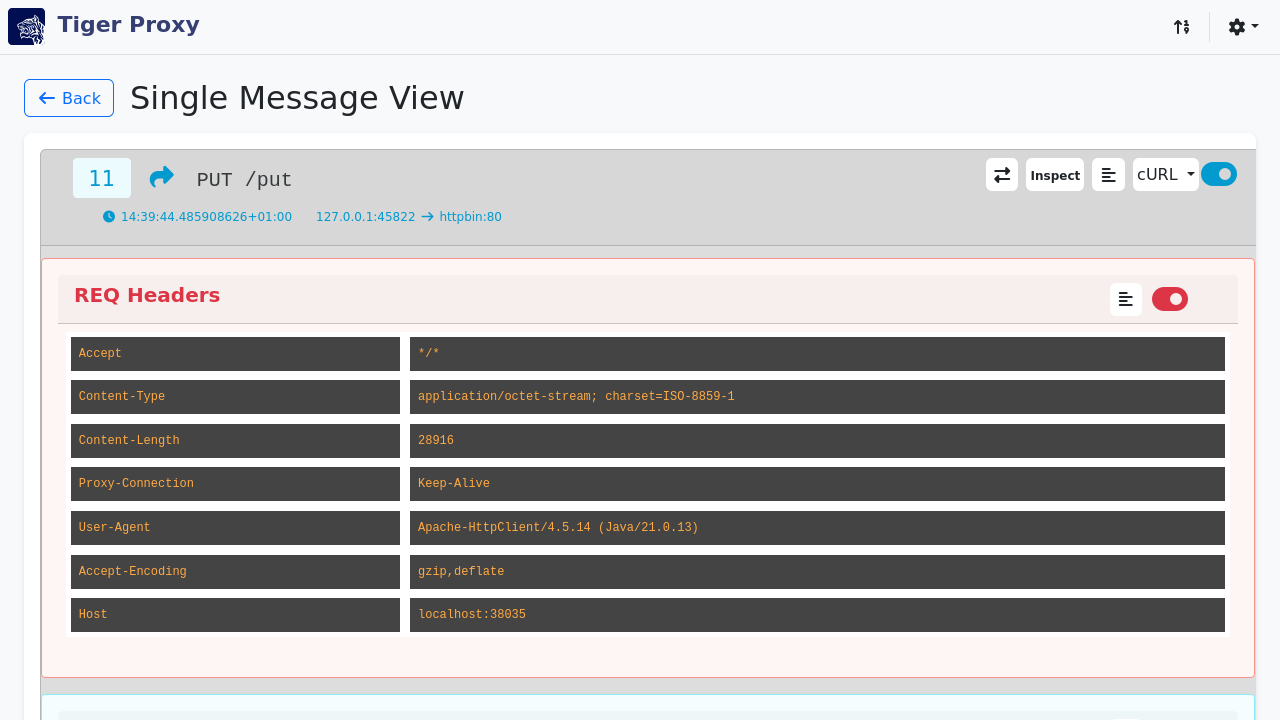 Tiger Proxy
Back
Single Message View
11
PUT /put
Inspect
cURL
14:39:44.485908626+01:00
127.0.0.1:45822 → httpbin:80
REQ Headers
Accept
*/*
Content-Type
application/octet-stream; charset=ISO-8859-1
Content-Length
28916
Proxy-Connection
Keep-Alive
User-Agent
Apache-HttpClient/4.5.14 (Java/21.0.13)
Accept-Encoding
gzip,deflate
Host
localhost:38035